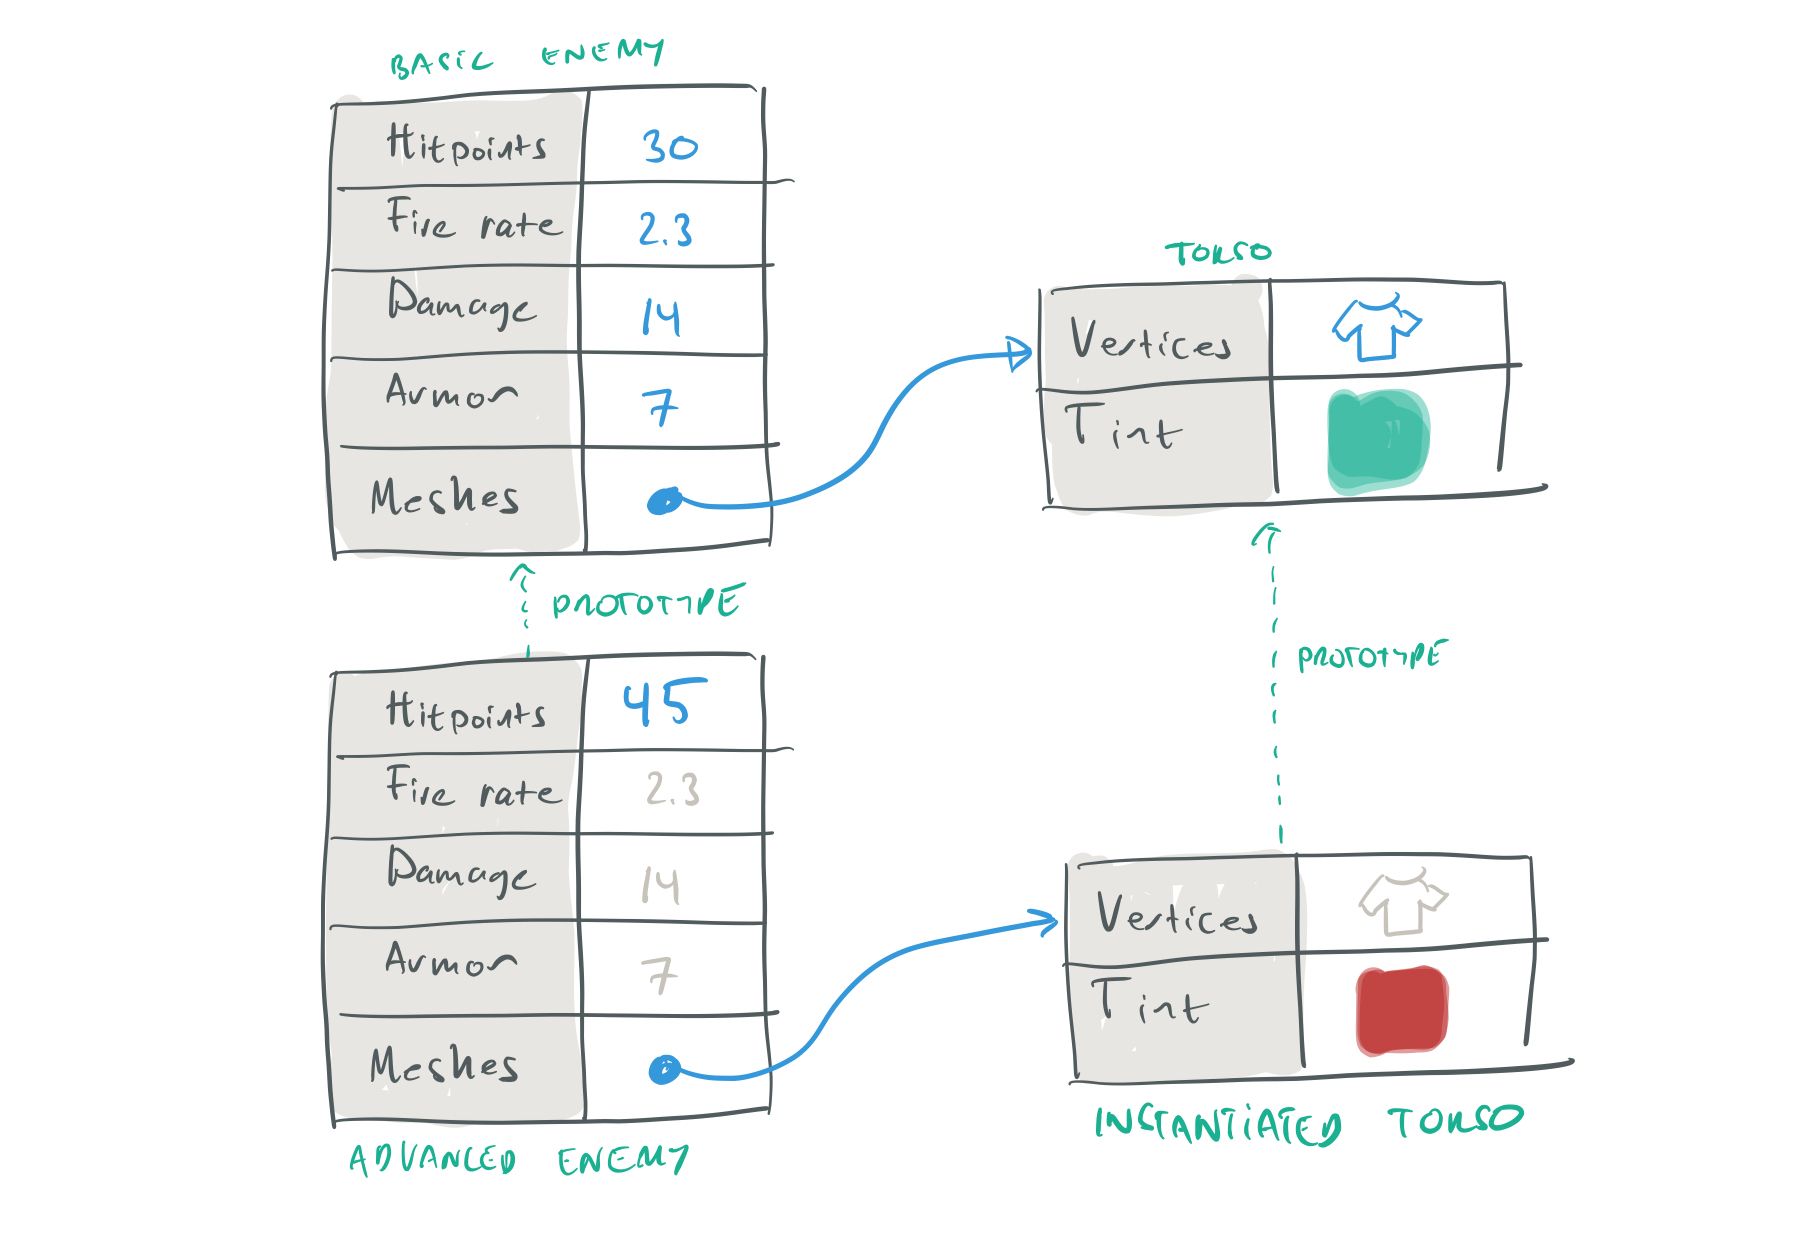 BASIC ENEMY
Hitpoints 30
Fire rate 2.3
Damage 14
Armor 7
Meshes
TORSO
Vertices
Tint
PROTOTYPE
PROTOTYPE
Hitpoints 45
Fire rate 2.3
Damage 14
Armor 7
Meshes
ADVANCED ENEMY
Vertices
Tint
INSTANTIATED TORSO